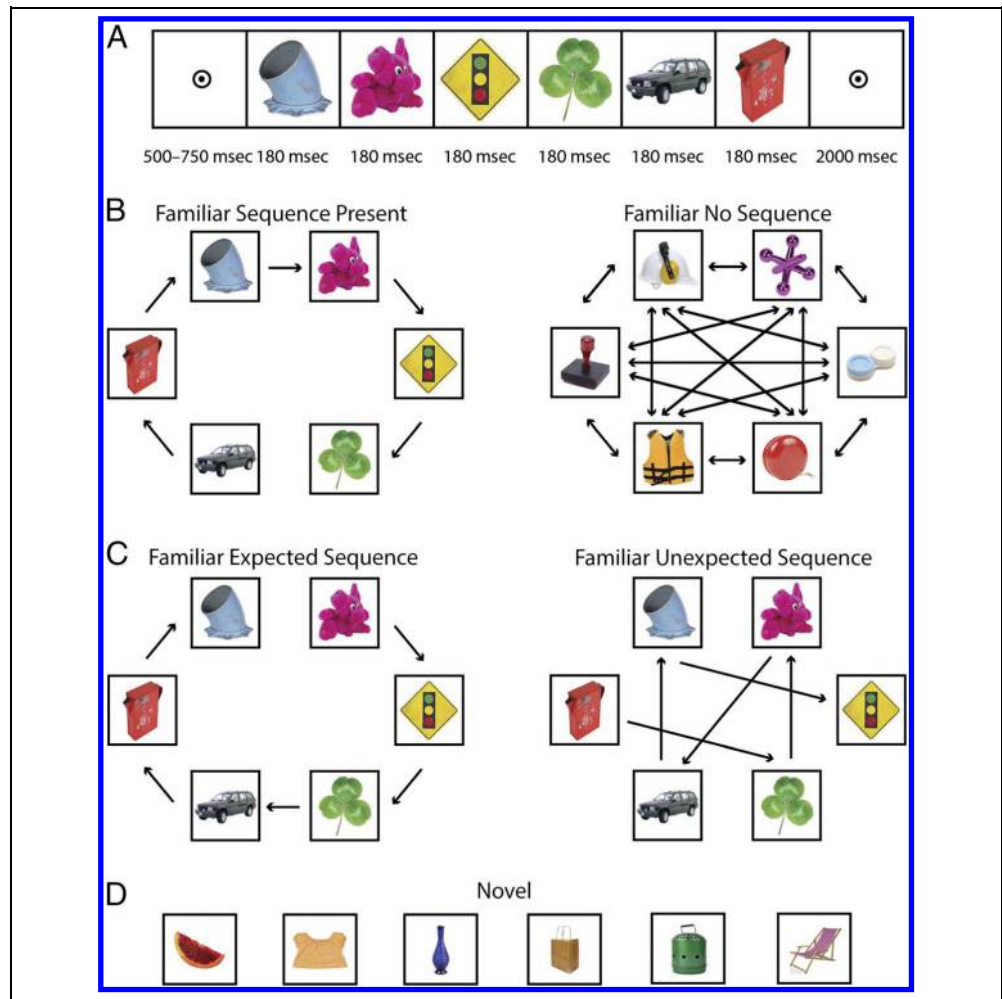 A
500–750 msec 180 msec 180 msec 180 msec 180 msec 180 msec 180 msec 2000 msec
B
Familiar Sequence Present Familiar No Sequence
C
Familiar Expected Sequence Familiar Unexpected Sequence
D
Novel